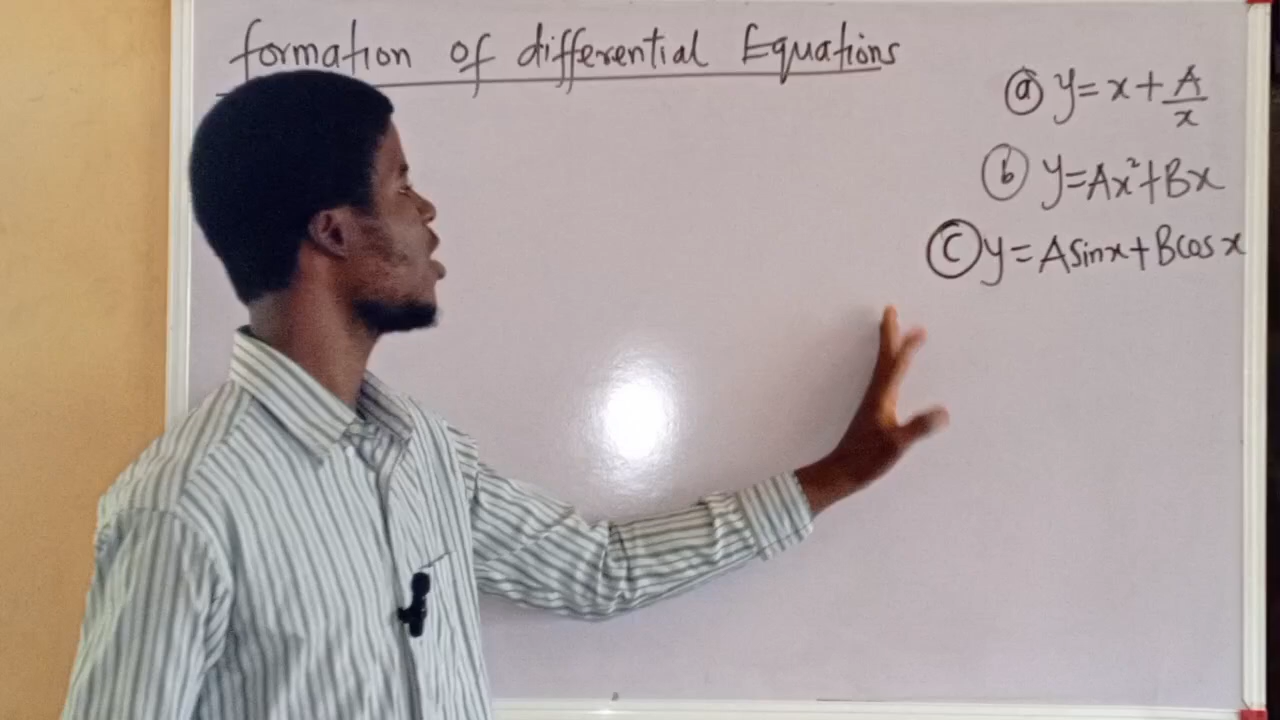 formation of differential Equations
ⓐ y = x + A/x
ⓑ y = Ax² + Bx
Ⓒ y = A sin x + B cos x